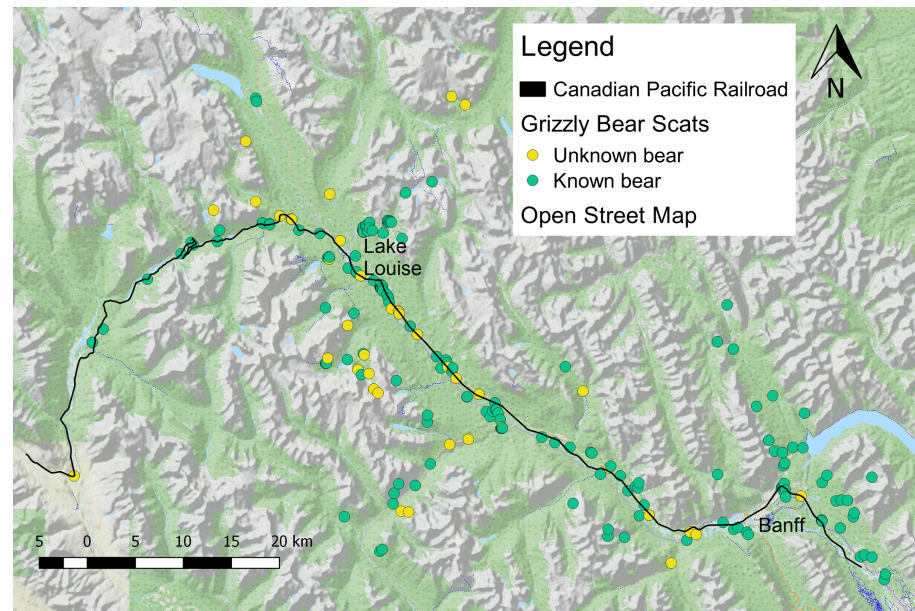 Legend
Canadian Pacific Railroad
Grizzly Bear Scats
Unknown bear
Known bear
Open Street Map
N
Lake
Louise
Banff
5 0 5 10 15 20 km